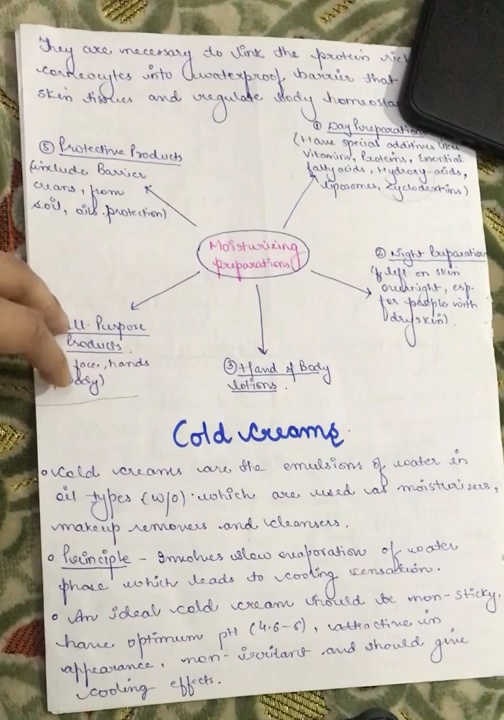 They are necessary to link the protein rich
corneocytes into a waterproof barrier that
skin tissues and regulate body
① Day Preparations
(Have special additives like
vitamins, Proteins, Essential
fatty acids, Hydroxy-acids,
liposomes, cyclodextrins)
⑤ Protective Products
(include Barrier
creams, from
soil, oils protection)
Moisturizing
preparations
② Night Preparation
(If left on skin
overnight, esp.
for people with
dry skin).
Purpose
Products.
face, hands
③ Hand & Body
lotions.
Cold creams.
• Cold creams are the emulsions of water in
oil types (w/o). which are used as moisturizers,
makeup removers and cleansers.
• Principle - Involves slow evaporation of water
phase which leads to cooling sensation.
• An ideal cold cream should be non-sticky,
have optimum pH (4.6-6), attractive in
appearance, non-irritant and should give
cooling effects.